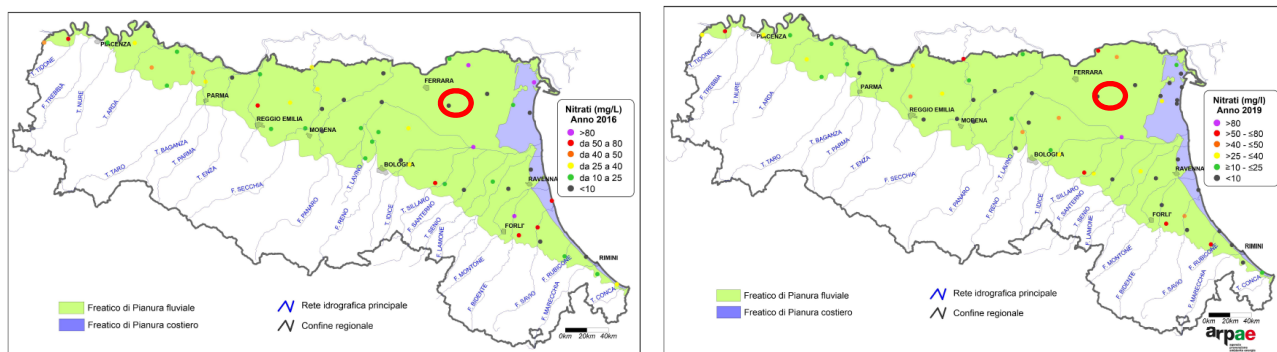 PIACENZA
T. TIDONE
F. TREBBIA
T. NURE
T. ARDA
PARMA
T. TARO
T. BAGANZA
T. PARMA
T. ENZA
REGGIO EMILIA
F. SECCHIA
MODENA
F. PANARO
F. RENO
T. LAVINO
BOLOGNA
T. IDICE
FERRARA
T. SILLARO
F. SANTERNO
T. SENIO
F. LAMONE
RAVENNA
FORLI'
F. MONTONE
F. BIDENTE
F. SAVIO
F. RUBICONE
F. MARECCHIA
RIMINI
T. CONCA
Nitrati (mg/L)
Anno 2016
>80
da 50 a 80
da 40 a 50
da 25 a 40
da 10 a 25
<10
Freatico di Pianura fluviale
Freatico di Pianura costiero
Rete idrografica principale
Confine regionale
0km 20km 40km
PIACENZA
T. TIDONE
F. TREBBIA
T. NURE
T. ARDA
PARMA
T. TARO
T. BAGANZA
T. PARMA
T. ENZA
REGGIO EMILIA
F. SECCHIA
MODENA
F. PANARO
F. RENO
T. LAVINO
BOLOGNA
T. IDICE
FERRARA
T. SILLARO
F. SANTERNO
T. SENIO
F. LAMONE
RAVENNA
FORLI'
F. MONTONE
F. BIDENTE
F. SAVIO
F. RUBICONE
F. MARECCHIA
RIMINI
T. CONCA
Nitrati (mg/l)
Anno 2019
>80
>50 - ≤80
>40 - ≤50
>25 - ≤40
≥10 - ≤25
<10
Freatico di Pianura fluviale
Freatico di Pianura costiero
Rete idrografica principale
Confine regionale
0km 20km 40km
arpae